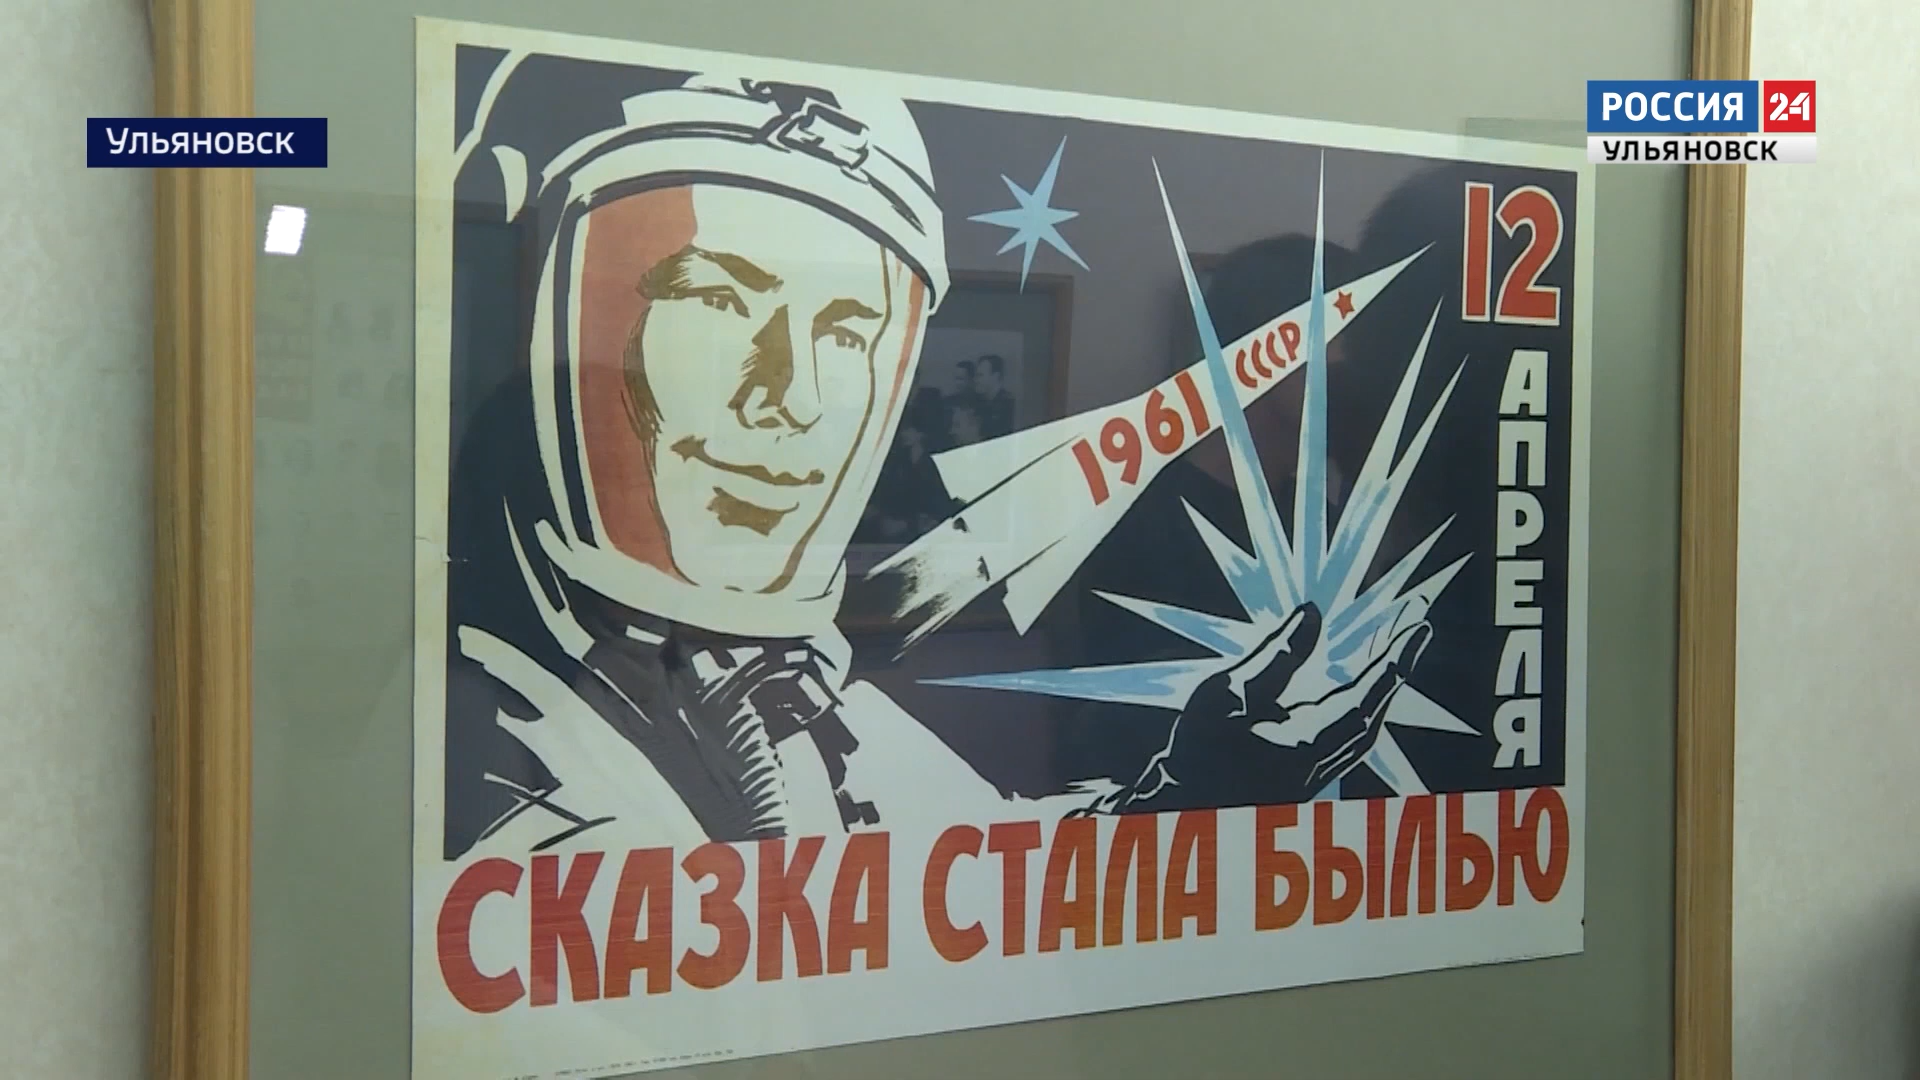 Ульяновск
РОССИЯ 24
УЛЬЯНОВСК
12
АПРЕЛЯ
1961 СССР
СКАЗКА СТАЛА БЫЛЬЮ